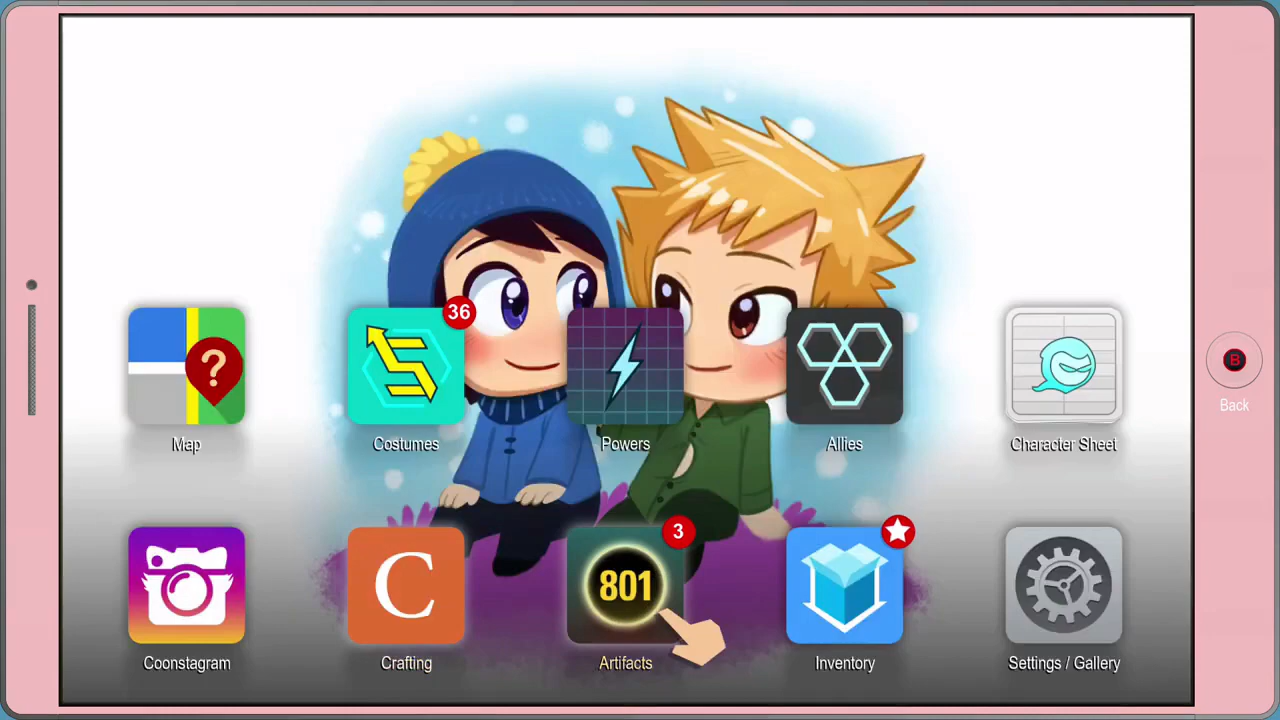 36
B
Back
Map
Costumes
Powers
Allies
Character Sheet
3
C
801
Coonstagram
Crafting
Artifacts
Inventory
Settings / Gallery